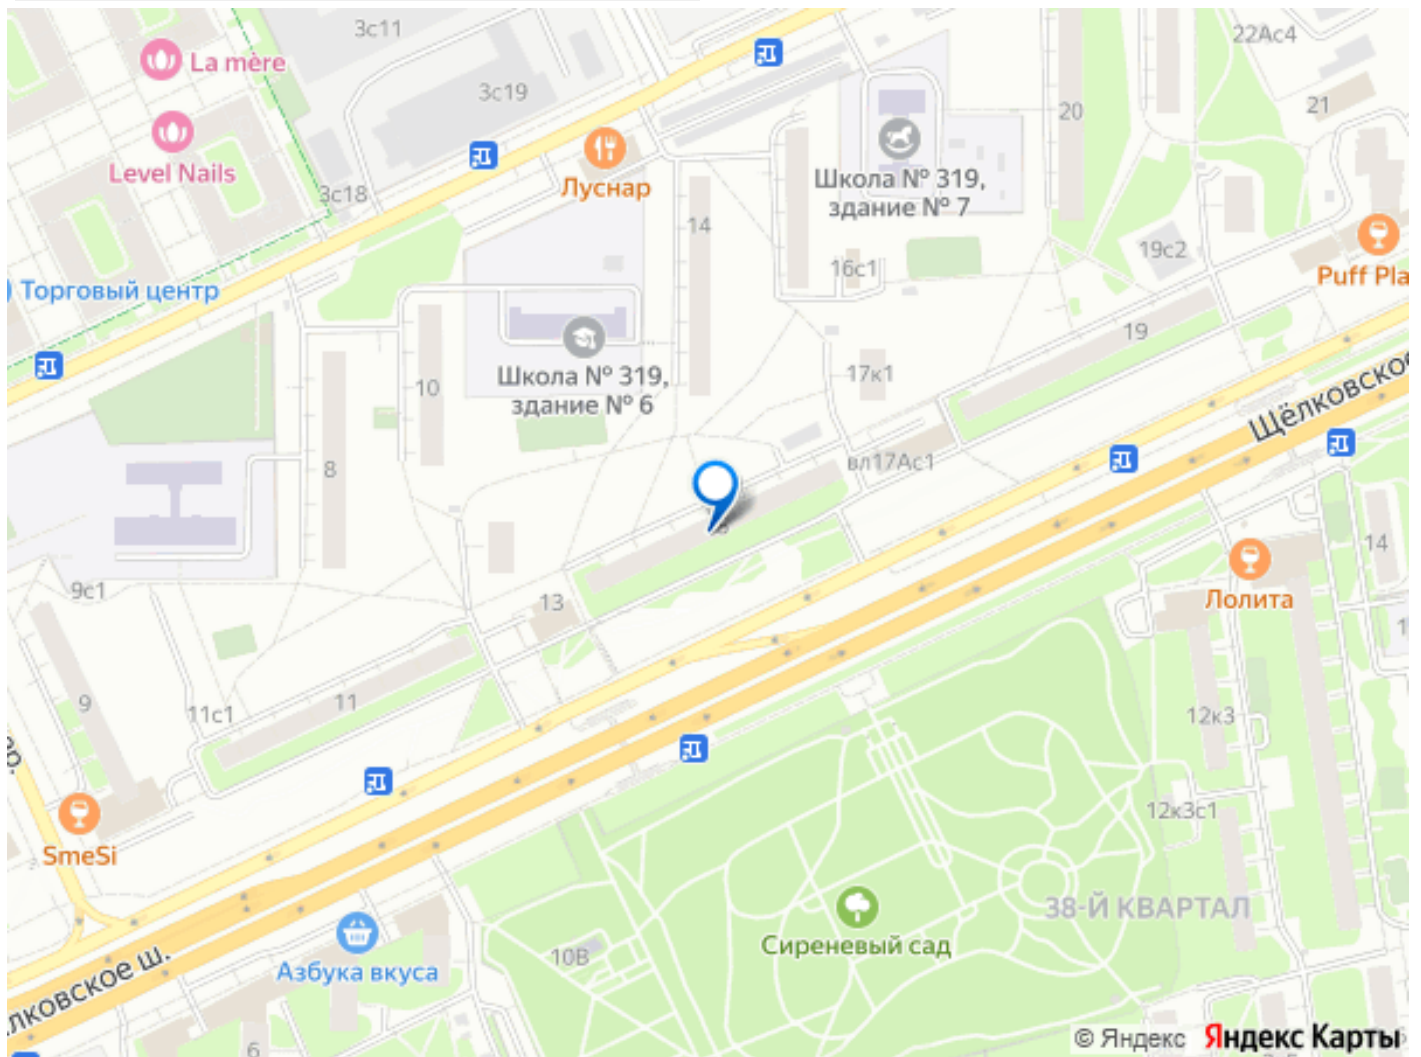 3с11
22Ас4
La mère
3с19
21
20
Level Nails
Луснар
Школа № 319,
здание № 7
3с18
14
19с2
16с1
Puff Pla
Торговый центр
19
Щёлковское
Школа № 319,
здание № 6
17к1
10
8
вл17Ас1
14
9с1
13
Лолита
9
11с1
11
12к3
12к3с1
SmeSi
38-Й КВАРТАЛ
Сиреневый сад
10В
Азбука вкуса
лковское ш.
6
© Яндекс Яндекс Карты